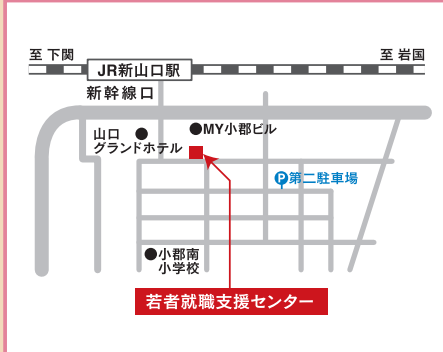 至 下関
至 岩国
JR新山口駅
新幹線口
山口
グランドホテル
MY小郡ビル
P第二駐車場
小郡南
小学校
若者就職支援センター